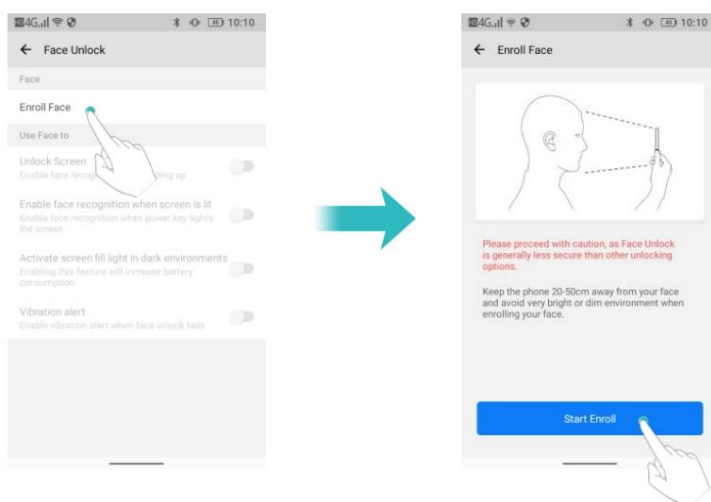 4G 10:10
Face Unlock
Face
Enroll Face
Use Face to
Unlock Screen
Enable face ding up
Enable face recognition when screen is lit
Enable face recognition when power key lights
the screen
Activate screen fill light in dark environments
Enabling this feature will increase battery
consumption
Vibration alert
Enable vibration alert when face unlock fails
4G 10:10
Enroll Face
Please proceed with caution, as Face Unlock
is generally less secure than other unlocking
options.
Keep the phone 20-50cm away from your face
and avoid very bright or dim environment when
enrolling your face.
Start Enroll